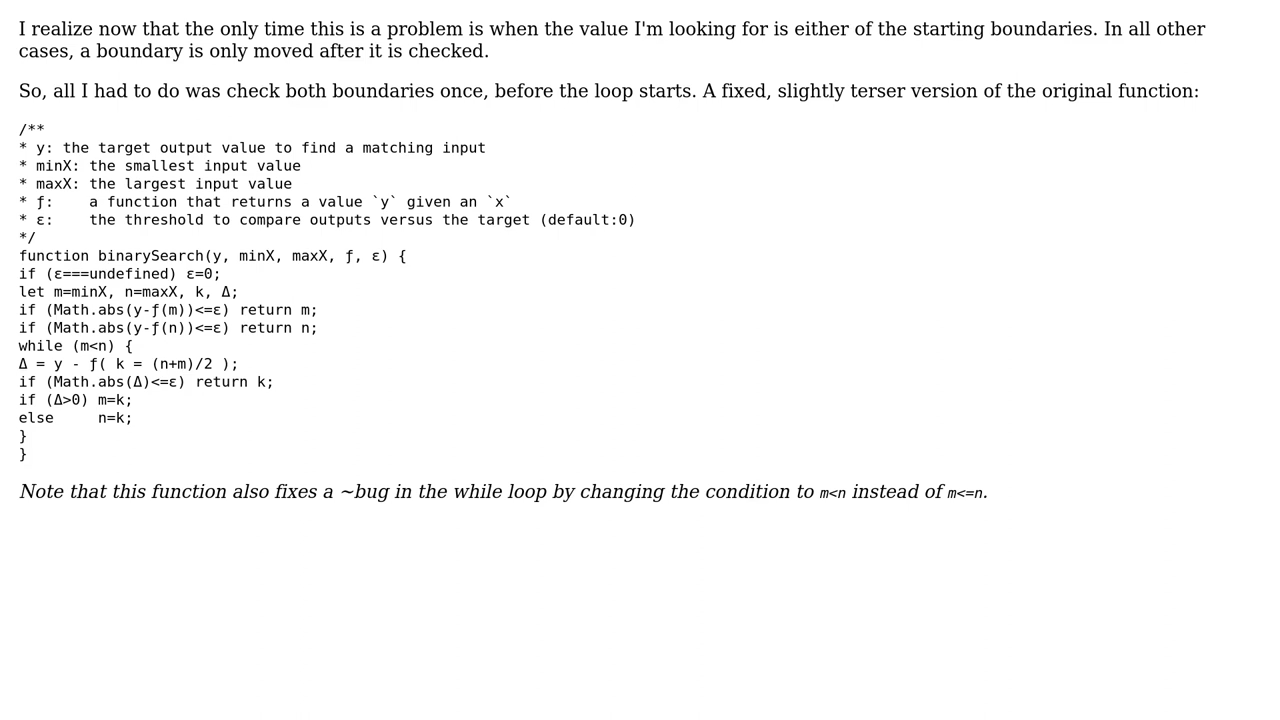 I realize now that the only time this is a problem is when the value I'm looking for is either of the starting boundaries. In all other
cases, a boundary is only moved after it is checked.
So, all I had to do was check both boundaries once, before the loop starts. A fixed, slightly terser version of the original function:
/**
* y: the target output value to find a matching input
* minX: the smallest input value
* maxX: the largest input value
* ƒ:    a function that returns a value `y` given an `x`
* ε:    the threshold to compare outputs versus the target (default:0)
*/
function binarySearch(y, minX, maxX, ƒ, ε) {
if (ε===undefined) ε=0;
let m=minX, n=maxX, k, Δ;
if (Math.abs(y-ƒ(m))<=ε) return m;
if (Math.abs(y-ƒ(n))<=ε) return n;
while (m<n) {
Δ = y - ƒ( k = (n+m)/2 );
if (Math.abs(Δ)<=ε) return k;
if (Δ>0) m=k;
else     n=k;
}
}
Note that this function also fixes a ~bug in the while loop by changing the condition to m<n instead of m<=n.